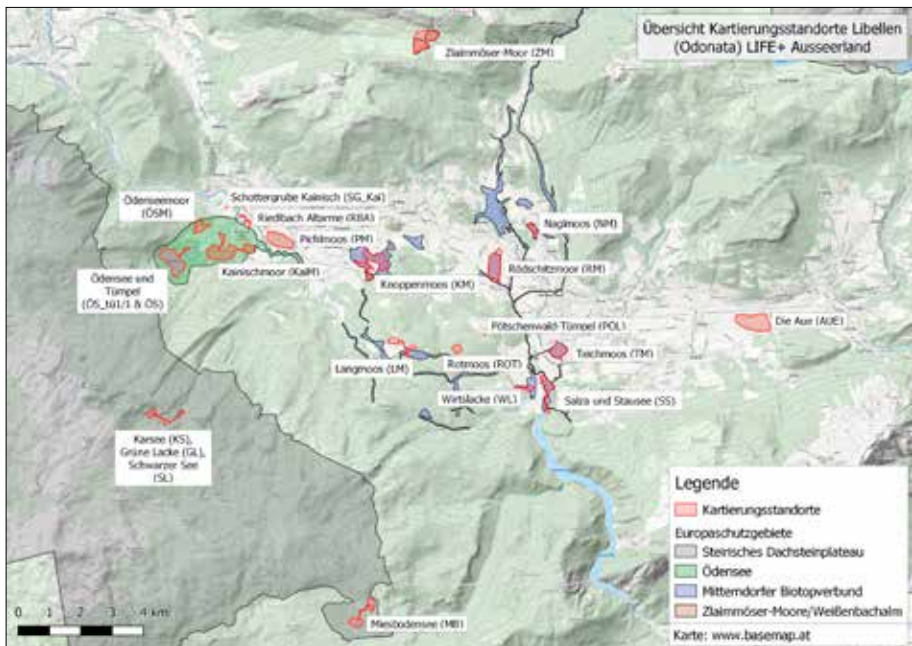 Übersicht Kartierungsstandorte Libellen
(Odonata) LIFE+ Ausseerland
Zlaimmöser-Moor (ZM)
Schottergrube Kainisch (SG_Kai)
Ödenseemoor
(ÖSM)
Riedlbach Altarme (RBA)
Naglmoos (NM)
Pichlmoos (PM)
Kainischmoor (KaiM)
Rödschitzmoor (RM)
Knoppenmoos (KM)
Ödensee und
Tümpel
(ÖS_tü1/1 & ÖS)
Pötschenwald-Tümpel (POL)
Die Aue (AUE)
Langmoos (LM)
Rotmoos (ROT)
Teichmoos (TM)
Wirtslacke (WL)
Salza und Stausee (SS)
Karsee (KS),
Grüne Lacke (GL),
Schwarzer See
(SL)
Miesbodensee (MB)
Legende
Kartierungsstandorte
Europaschutzgebiete
Steirisches Dachsteinplateau
Ödensee
Mitterndorfer Biotopverbund
Zlaimmöser-Moore/Weißenbachalm
Karte: www.basemap.at
0 1 2 3 4 km